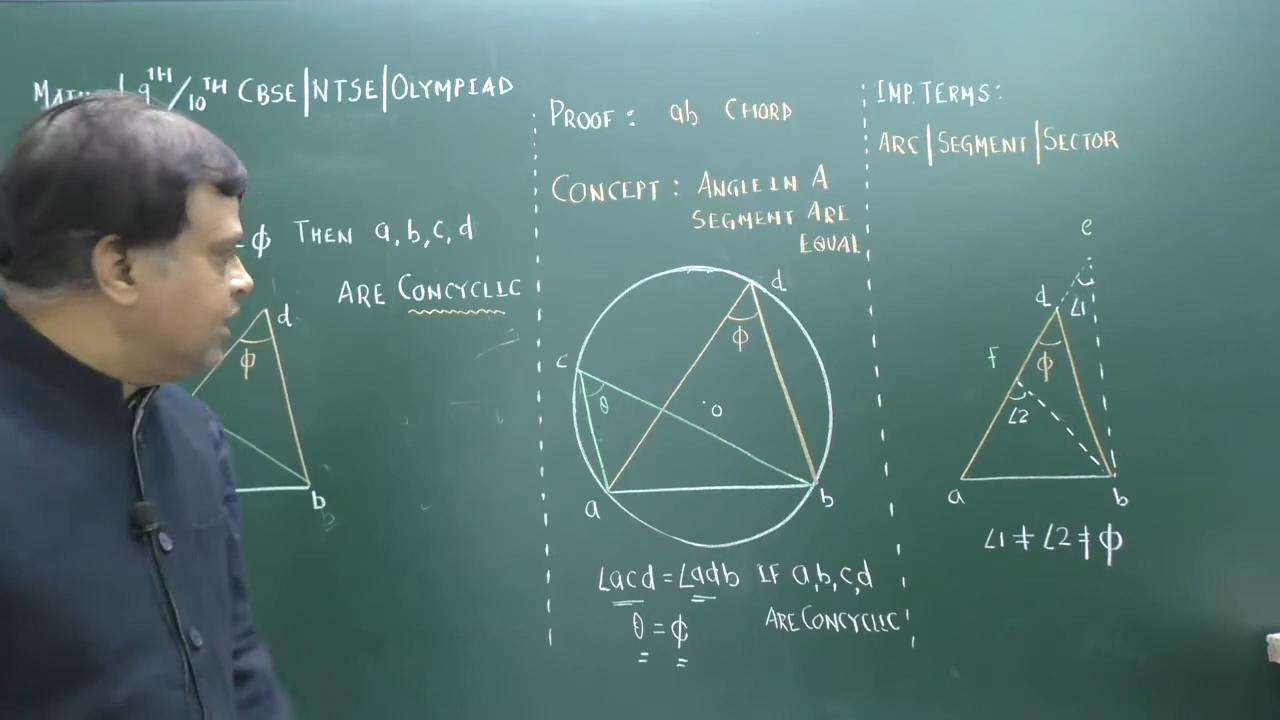 9TH/10TH CBSE|NTSE|OLYMPIAD
ϕ THEN a, b, c, d
ARE CONCYCLIC
d
ϕ
b
PROOF: ab CHORD
CONCEPT: ANGLE IN A
SEGMENT ARE
EQUAL
d
ϕ
c
θ
O
a
b
∠acd = ∠adb IF a, b, c, d
ARE CONCYCLIC
θ = ϕ
IMP. TERMS:
ARC|SEGMENT|SECTOR
e
d
∠1
f
ϕ
∠2
a
b
∠1 ≠ ∠2 ≠ ϕ